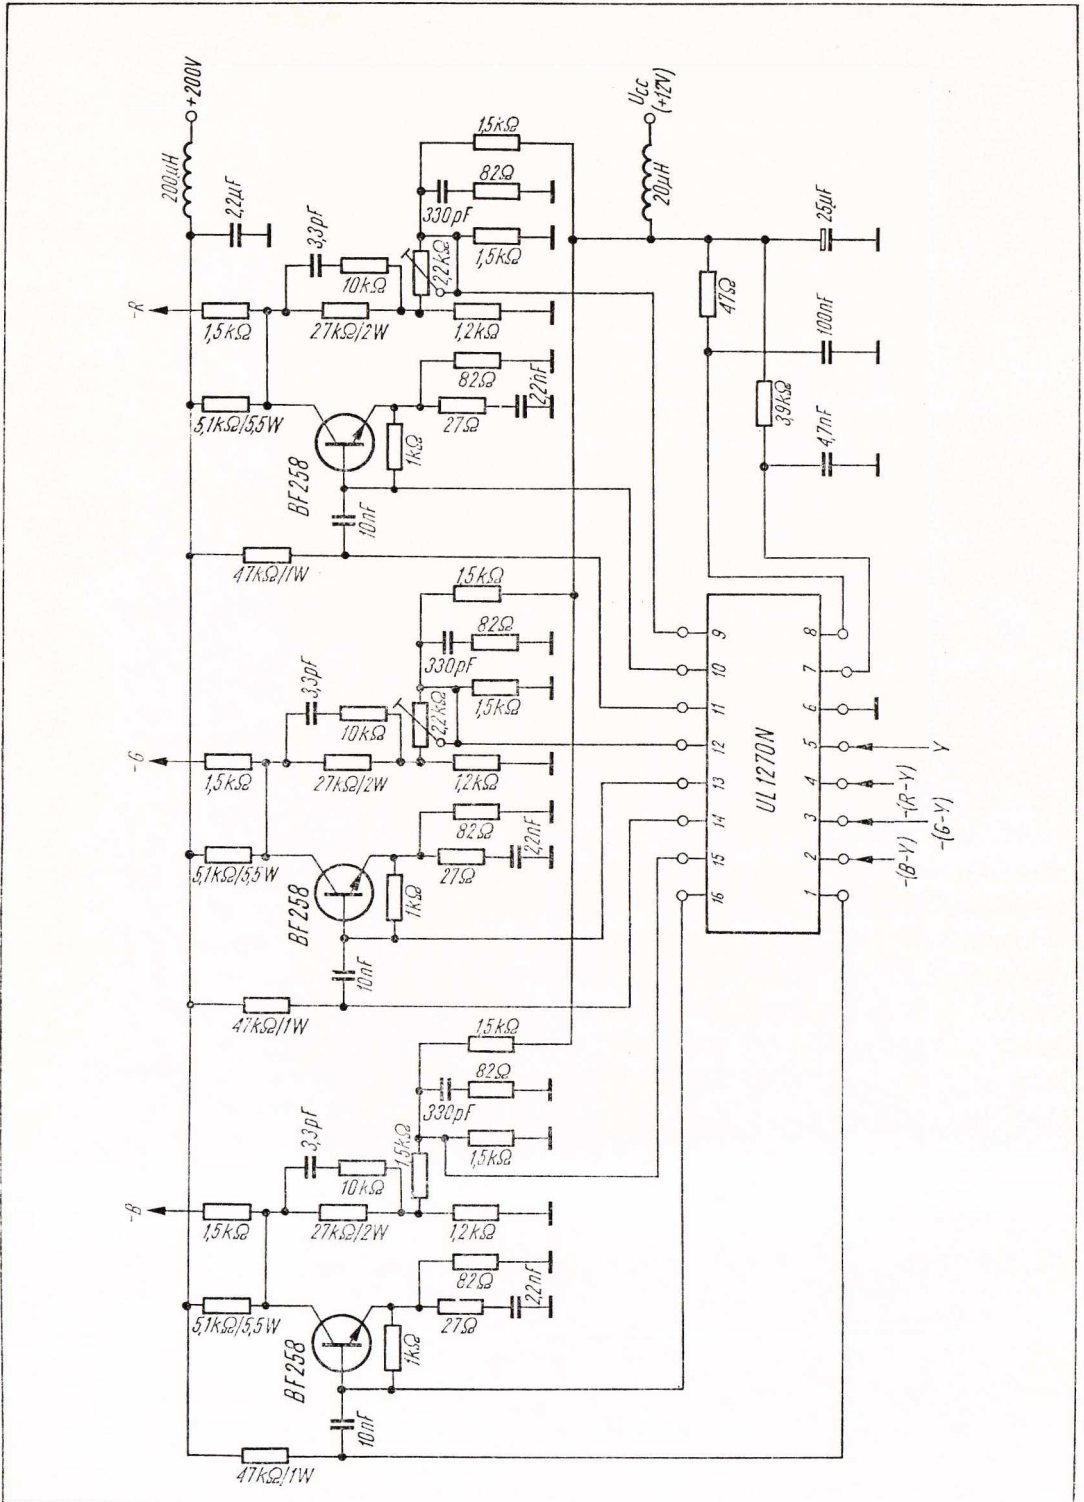 +200V
200μH
2,2μF
-R
1,5kΩ
5,1kΩ/5,5W
3,3pF
10kΩ
27kΩ/2W
BF258
10nF
47kΩ/1W
1kΩ
82Ω
27Ω
2,2nF
1,2kΩ
2,2kΩ
1,5kΩ
330pF
82Ω
1,5kΩ
UCC
(+12V)
20μH
25μF
47Ω
100nF
3,9kΩ
4,7nF
-G
1,5kΩ
5,1kΩ/5,5W
3,3pF
10kΩ
27kΩ/2W
BF258
10nF
47kΩ/1W
1kΩ
82Ω
27Ω
2,2nF
1,2kΩ
2,2kΩ
1,5kΩ
330pF
82Ω
1,5kΩ
-B
1,5kΩ
5,1kΩ/5,5W
3,3pF
10kΩ
27kΩ/2W
BF258
10nF
47kΩ/1W
1kΩ
82Ω
27Ω
2,2nF
1,2kΩ
1,5kΩ
1,5kΩ
330pF
82Ω
1,5kΩ
UL1270N
9
10
11
12
13
14
15
16
8
7
6
5
4
3
2
1
Y
-(R-Y)
-(G-Y)
-(B-Y)